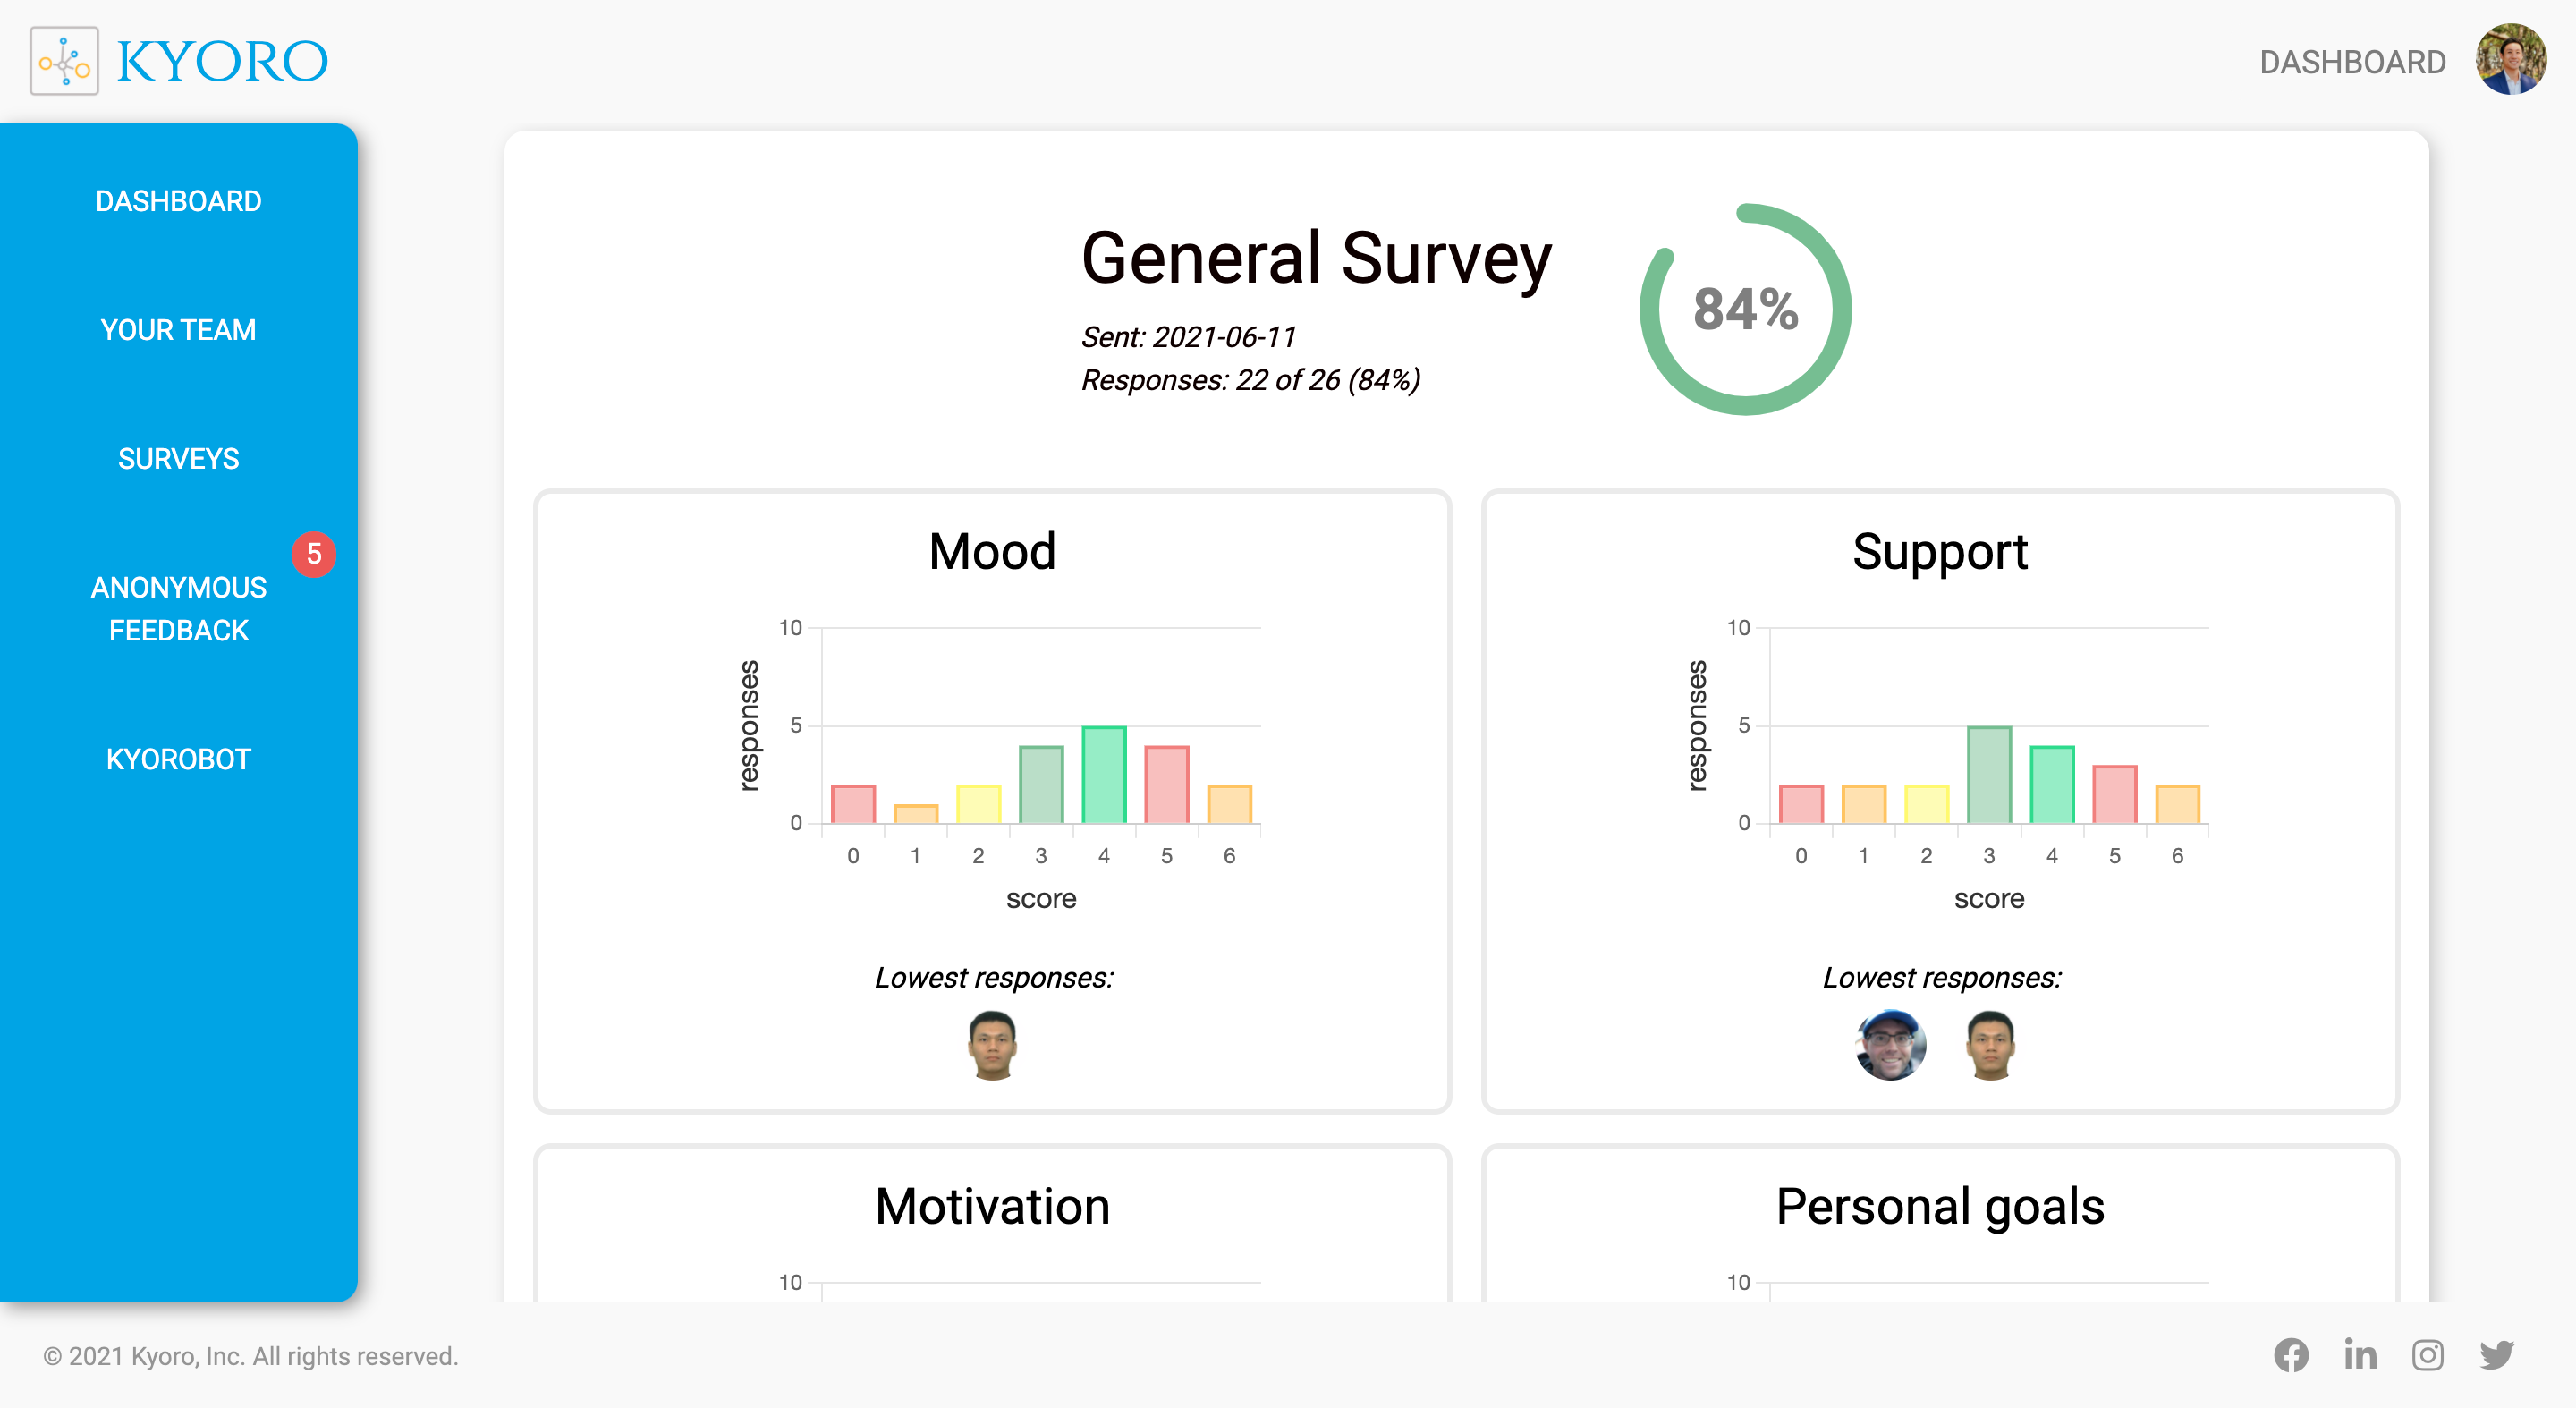 KYORO
DASHBOARD
DASHBOARD
YOUR TEAM
SURVEYS
5
ANONYMOUS
FEEDBACK
KYOROBOT
General Survey
Sent: 2021-06-11
Responses: 22 of 26 (84%)
84%
Mood
10
5
0
responses
0 1 2 3 4 5 6
score
Lowest responses:
Support
10
5
0
responses
0 1 2 3 4 5 6
score
Lowest responses:
Motivation
10
Personal goals
10
© 2021 Kyoro, Inc. All rights reserved.